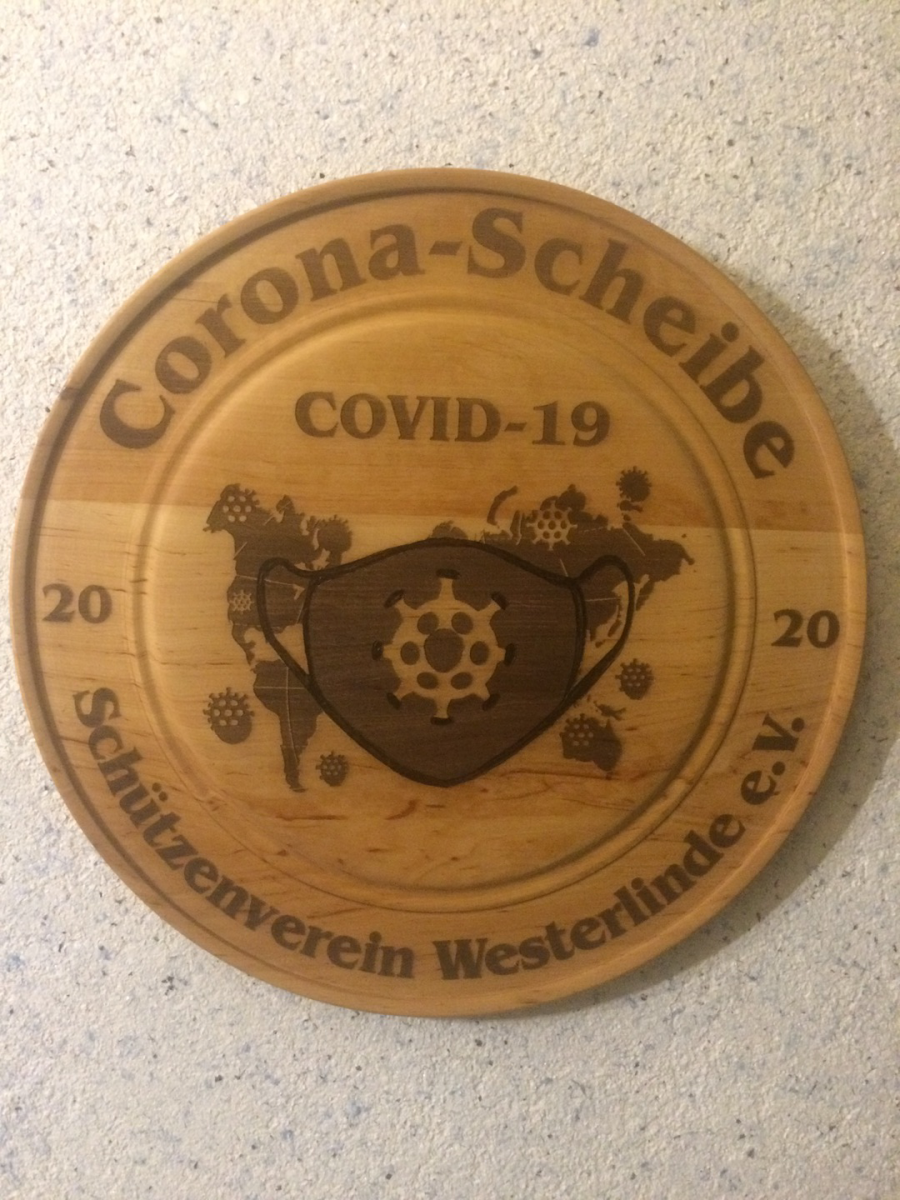 Corona-Scheibe
COVID-19
20 20
Schützenverein Westerlinde e.V.